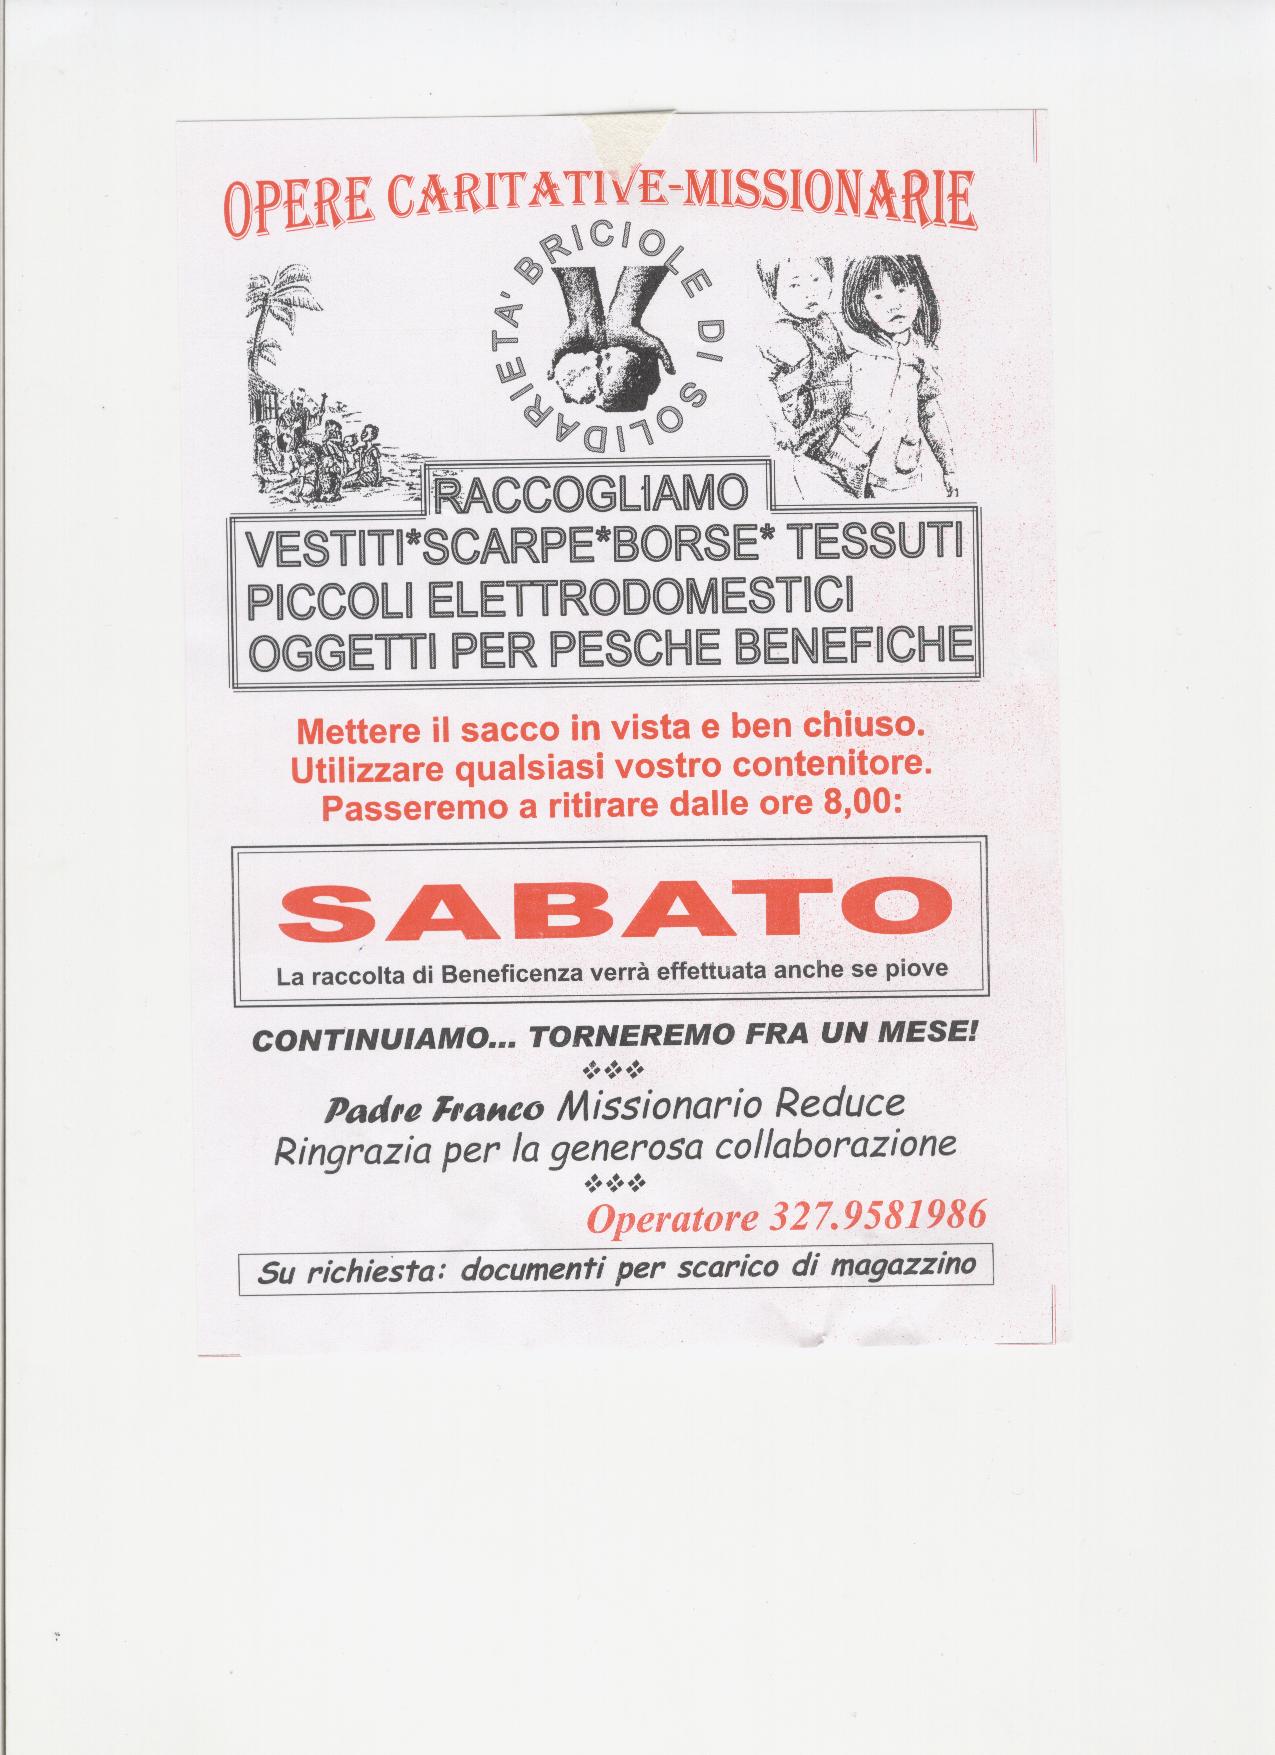 OPERE CARITATIVE-MISSIONARIE
BRICIOLE DI SOLIDARIETA'
RACCOGLIAMO
VESTITI*SCARPE*BORSE* TESSUTI
PICCOLI ELETTRODOMESTICI
OGGETTI PER PESCHE BENEFICHE
Mettere il sacco in vista e ben chiuso.
Utilizzare qualsiasi vostro contenitore.
Passeremo a ritirare dalle ore 8,00:
SABATO
La raccolta di Beneficenza verrà effettuata anche se piove
CONTINUIAMO... TORNEREMO FRA UN MESE!
Padre Franco Missionario Reduce
Ringrazia per la generosa collaborazione
Operatore 327.9581986
Su richiesta: documenti per scarico di magazzino